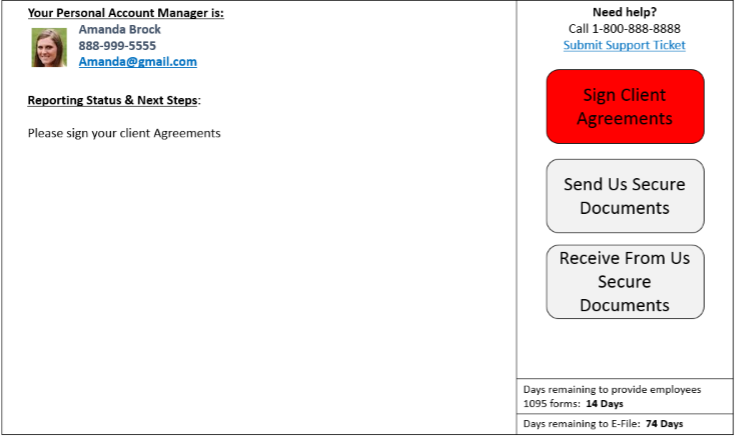 Your Personal Account Manager is:
Amanda Brock
888-999-5555
Amanda@gmail.com
Reporting Status & Next Steps:
Please sign your client Agreements
Need help?
Call 1-800-888-8888
Submit Support Ticket
Sign Client
Agreements
Send Us Secure
Documents
Receive From Us
Secure
Documents
Days remaining to provide employees
1095 forms: 14 Days
Days remaining to E-File: 74 Days